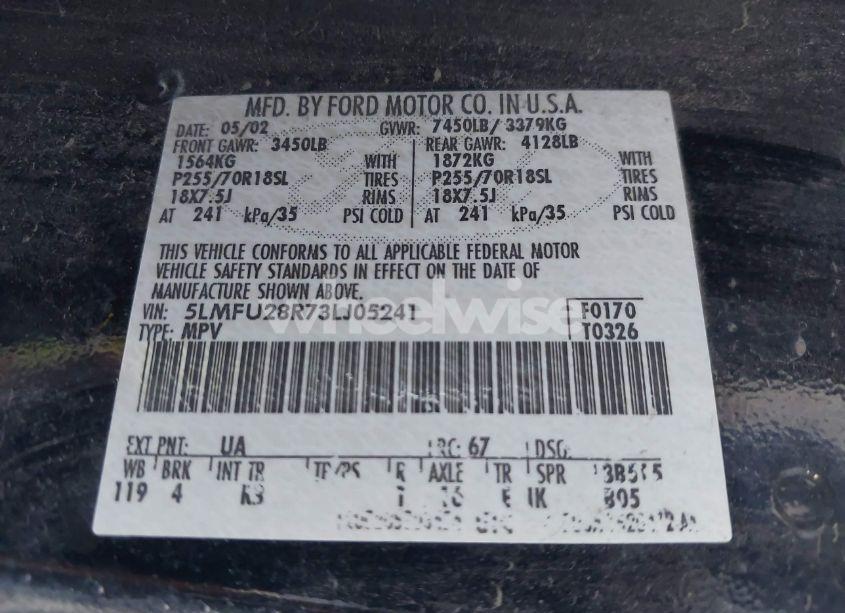 MFD. BY FORD MOTOR CO. IN U.S.A.
DATE: 05/02 GVWR: 7450LB/ 3379KG
FRONT GAWR: 3450LB REAR GAWR: 4128LB
1564KG WITH 1872KG WITH
P255/70R18SL TIRES P255/70R18SL TIRES
18X7.5J RIMS 18X7.5J RIMS
AT 241 kPa/35 PSI COLD AT 241 kPa/35 PSI COLD
THIS VEHICLE CONFORMS TO ALL APPLICABLE FEDERAL MOTOR
VEHICLE SAFETY STANDARDS IN EFFECT ON THE DATE OF
MANUFACTURE SHOWN ABOVE.
VIN: 5LMFU28R73LJ05241 F0170
TYPE: MPV T0326
wheelwise
EXT PNT: UA RC: 67 DSO:
WB BRK INT TR TP/PS R AXLE TR SPR
119 4 16 E